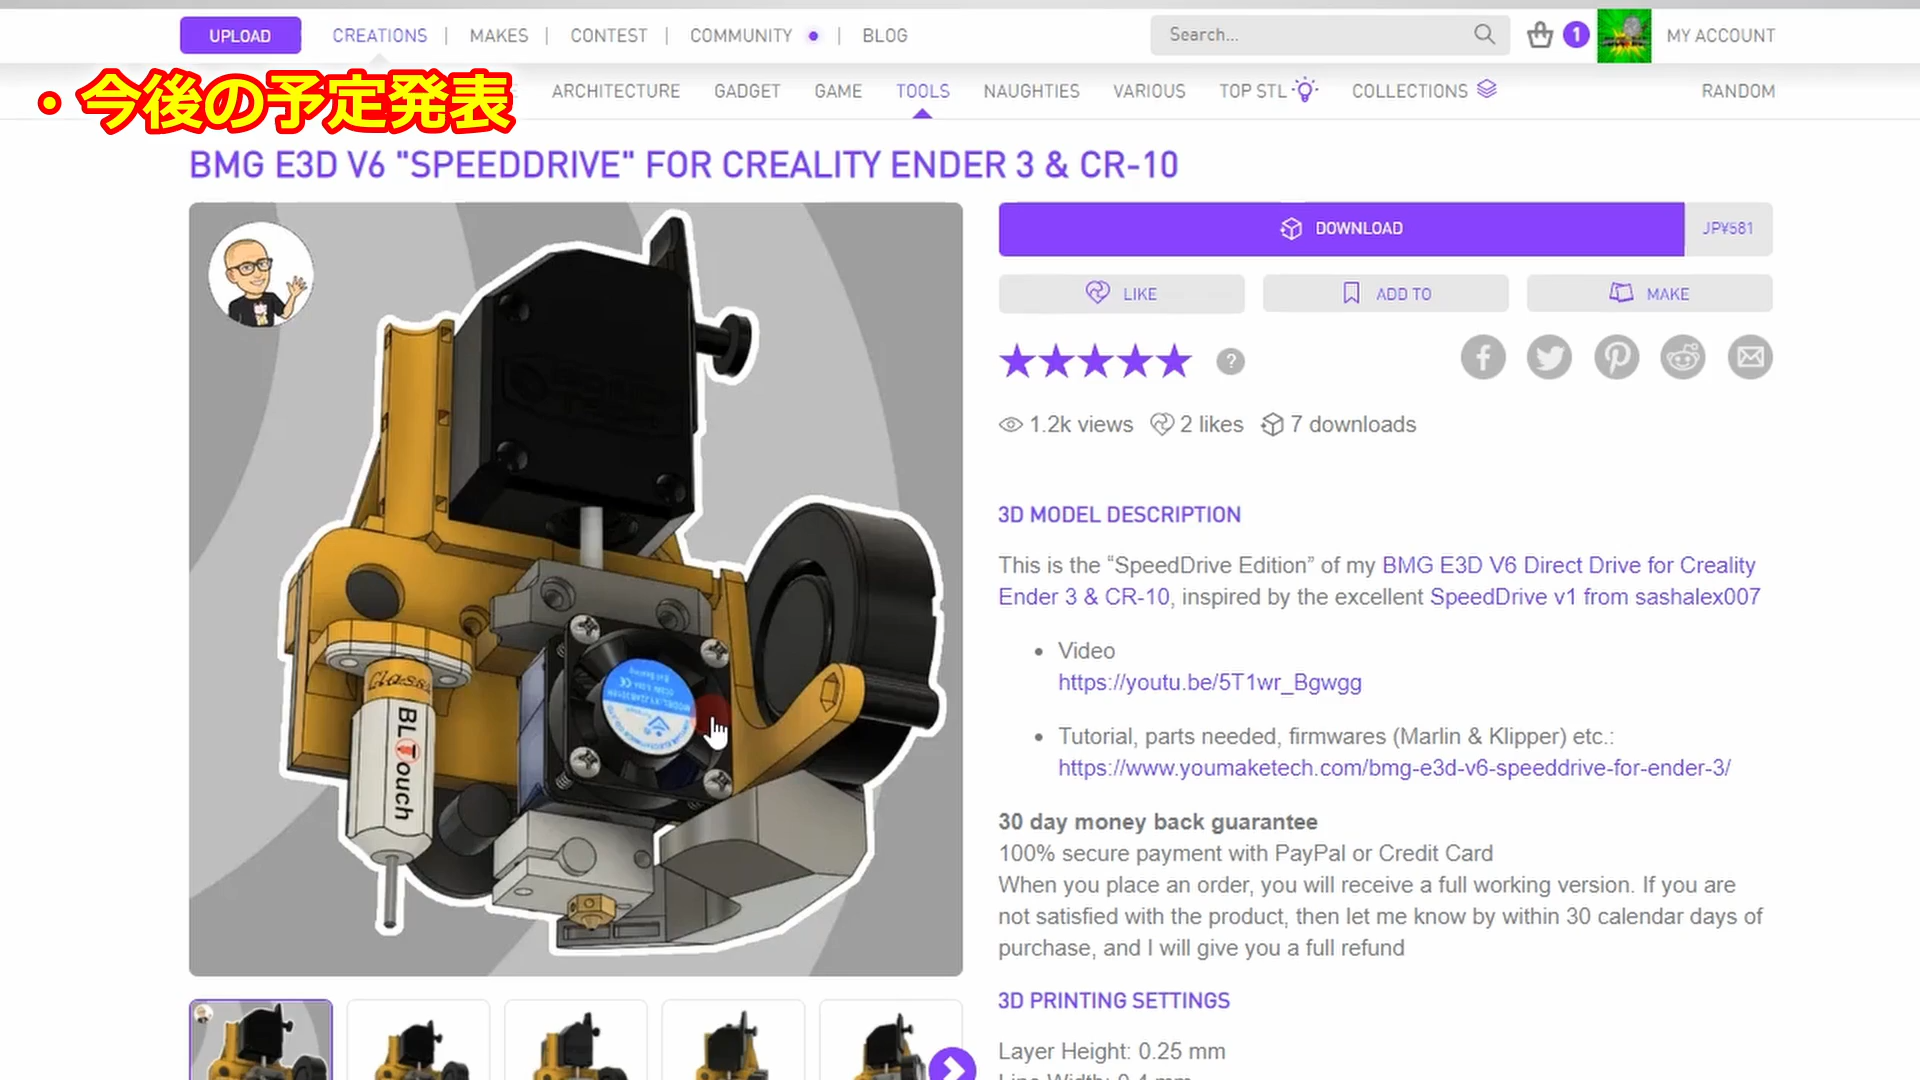 UPLOAD CREATIONS | MAKES | CONTEST | COMMUNITY | BLOG Search... 1 MY ACCOUNT
・今後の予定発表
ARCHITECTURE GADGET GAME TOOLS NAUGHTIES VARIOUS TOP STL COLLECTIONS RANDOM
BMG E3D V6 "SPEEDDRIVE" FOR CREALITY ENDER 3 & CR-10
DOWNLOAD JP¥581
LIKE ADD TO MAKE
?
1.2k views 2 likes 7 downloads
3D MODEL DESCRIPTION
This is the “SpeedDrive Edition” of my BMG E3D V6 Direct Drive for Creality
Ender 3 & CR-10, inspired by the excellent SpeedDrive v1 from sashalex007
• Video
https://youtu.be/5T1wr_Bgwgg
• Tutorial, parts needed, firmwares (Marlin & Klipper) etc.:
https://www.youmaketech.com/bmg-e3d-v6-speeddrive-for-ender-3/
30 day money back guarantee
100% secure payment with PayPal or Credit Card
When you place an order, you will receive a full working version. If you are
not satisfied with the product, then let me know by within 30 calendar days of
purchase, and I will give you a full refund
3D PRINTING SETTINGS
Layer Height: 0.25 mm
Line Width: 0.4 mm
BLTouch